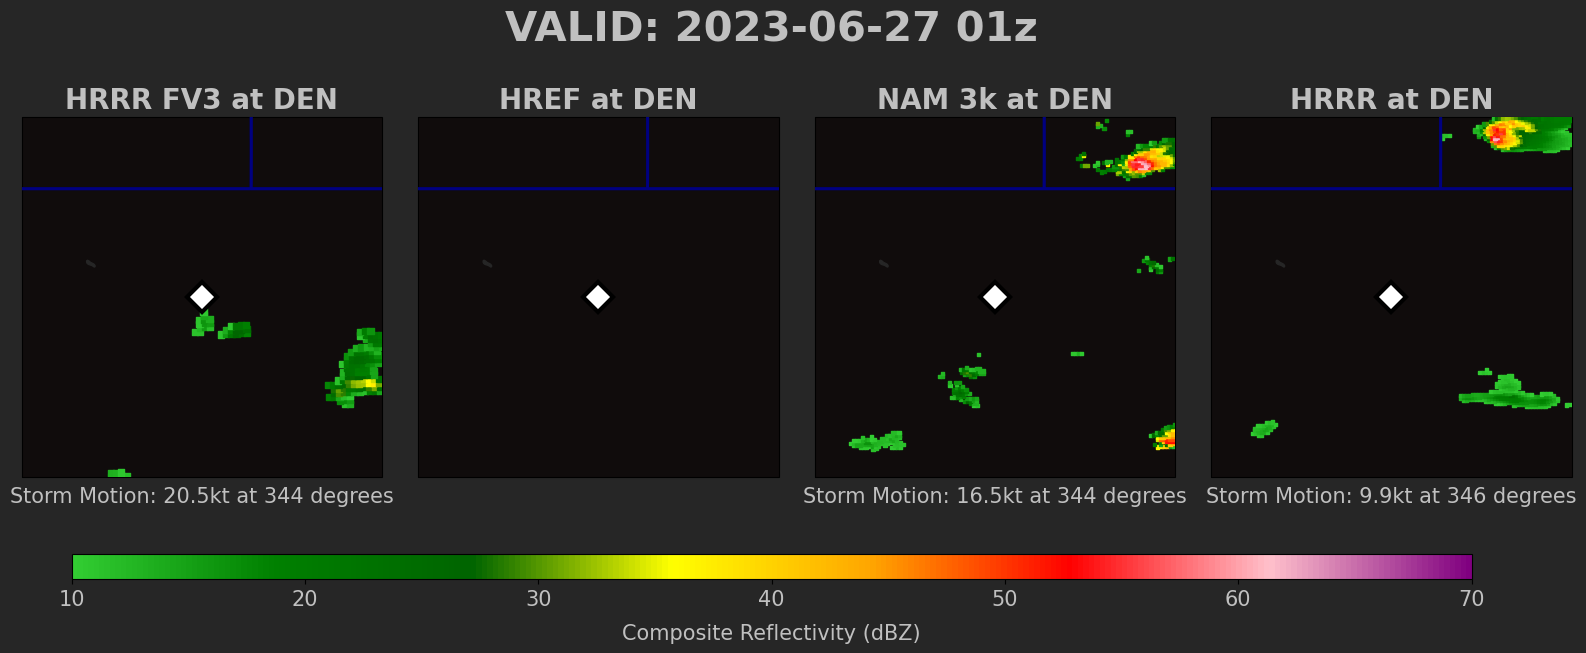 VALID: 2023-06-27 01z
HRRR FV3 at DEN
HREF at DEN
NAM 3k at DEN
HRRR at DEN
Storm Motion: 20.5kt at 344 degrees
Storm Motion: 16.5kt at 344 degrees
Storm Motion: 9.9kt at 346 degrees
10 20 30 40 50 60 70
Composite Reflectivity (dBZ)